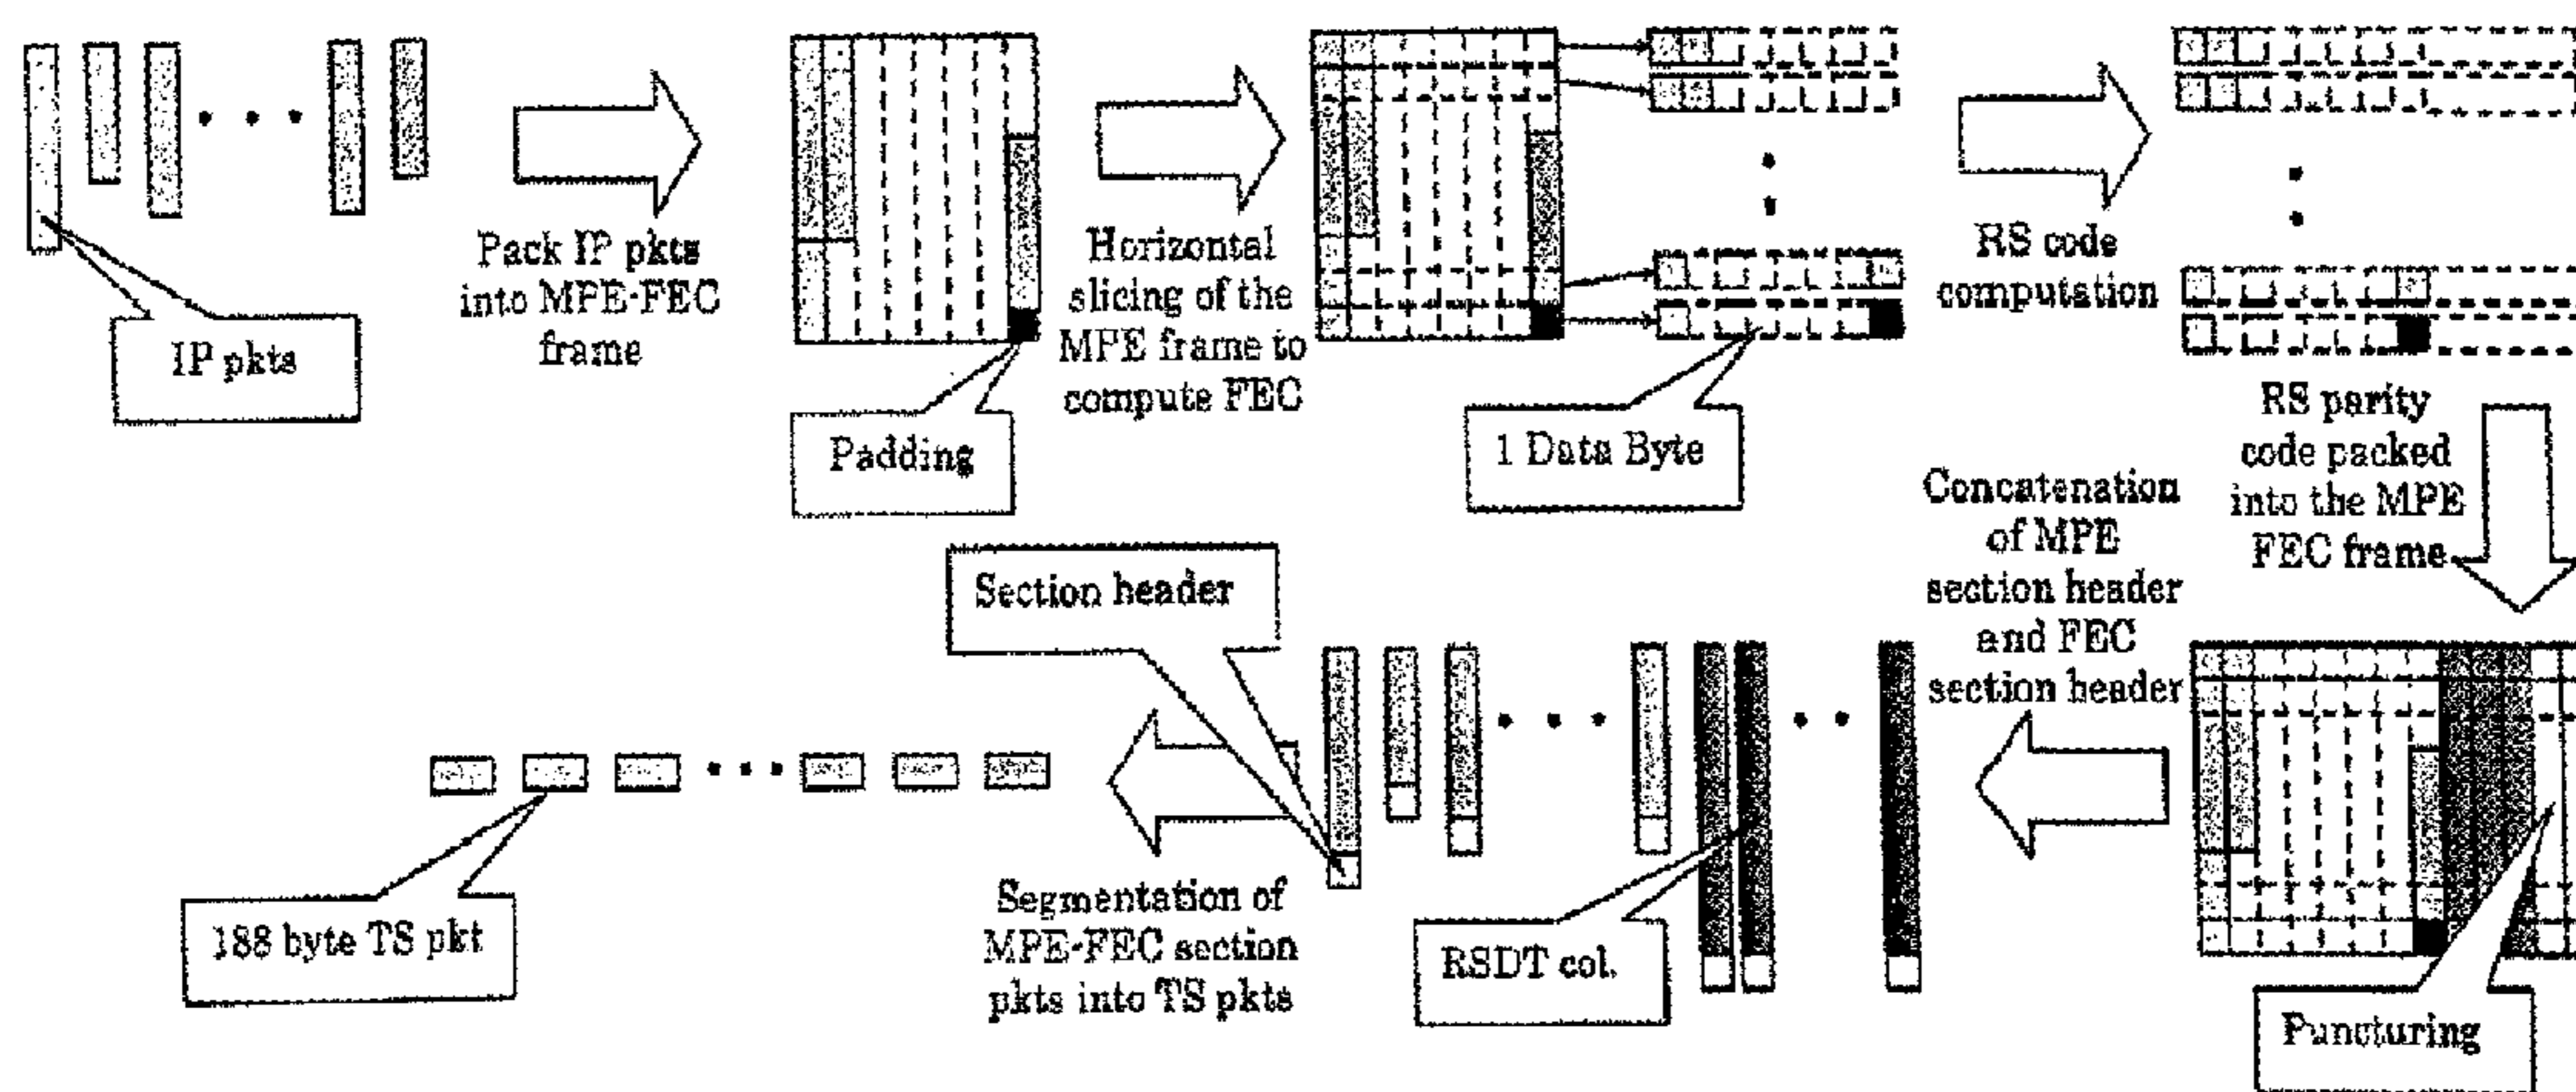 IP pkts
Pack IP pkts
into MPE-FEC
frame
Padding
Horizontal
slicing of the
MPE frame to
compute FEC
1 Data Byte
RS code
computation
RS parity
code packed
into the MPE
FEC frame
Concatenation
of MPE
section header
and FEC
section header
Puncturing
Section header
RSDT col.
Segmentation of
MPE-FEC section
pkts into TS pkts
188 byte TS pkt